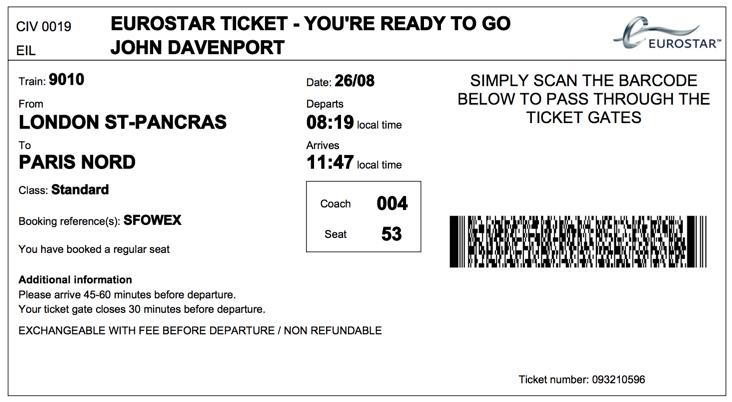 CIV 0019
EIL
EUROSTAR TICKET - YOU'RE READY TO GO
JOHN DAVENPORT
EUROSTAR™
Train: 9010
From
LONDON ST-PANCRAS
To
PARIS NORD
Class: Standard
Booking reference(s): SFOWEX
You have booked a regular seat
Date: 26/08
Departs
08:19 local time
Arrives
11:47 local time
Coach 004
Seat 53
SIMPLY SCAN THE BARCODE
BELOW TO PASS THROUGH THE
TICKET GATES
Additional information
Please arrive 45-60 minutes before departure.
Your ticket gate closes 30 minutes before departure.
EXCHANGEABLE WITH FEE BEFORE DEPARTURE / NON REFUNDABLE
Ticket number: 093210596